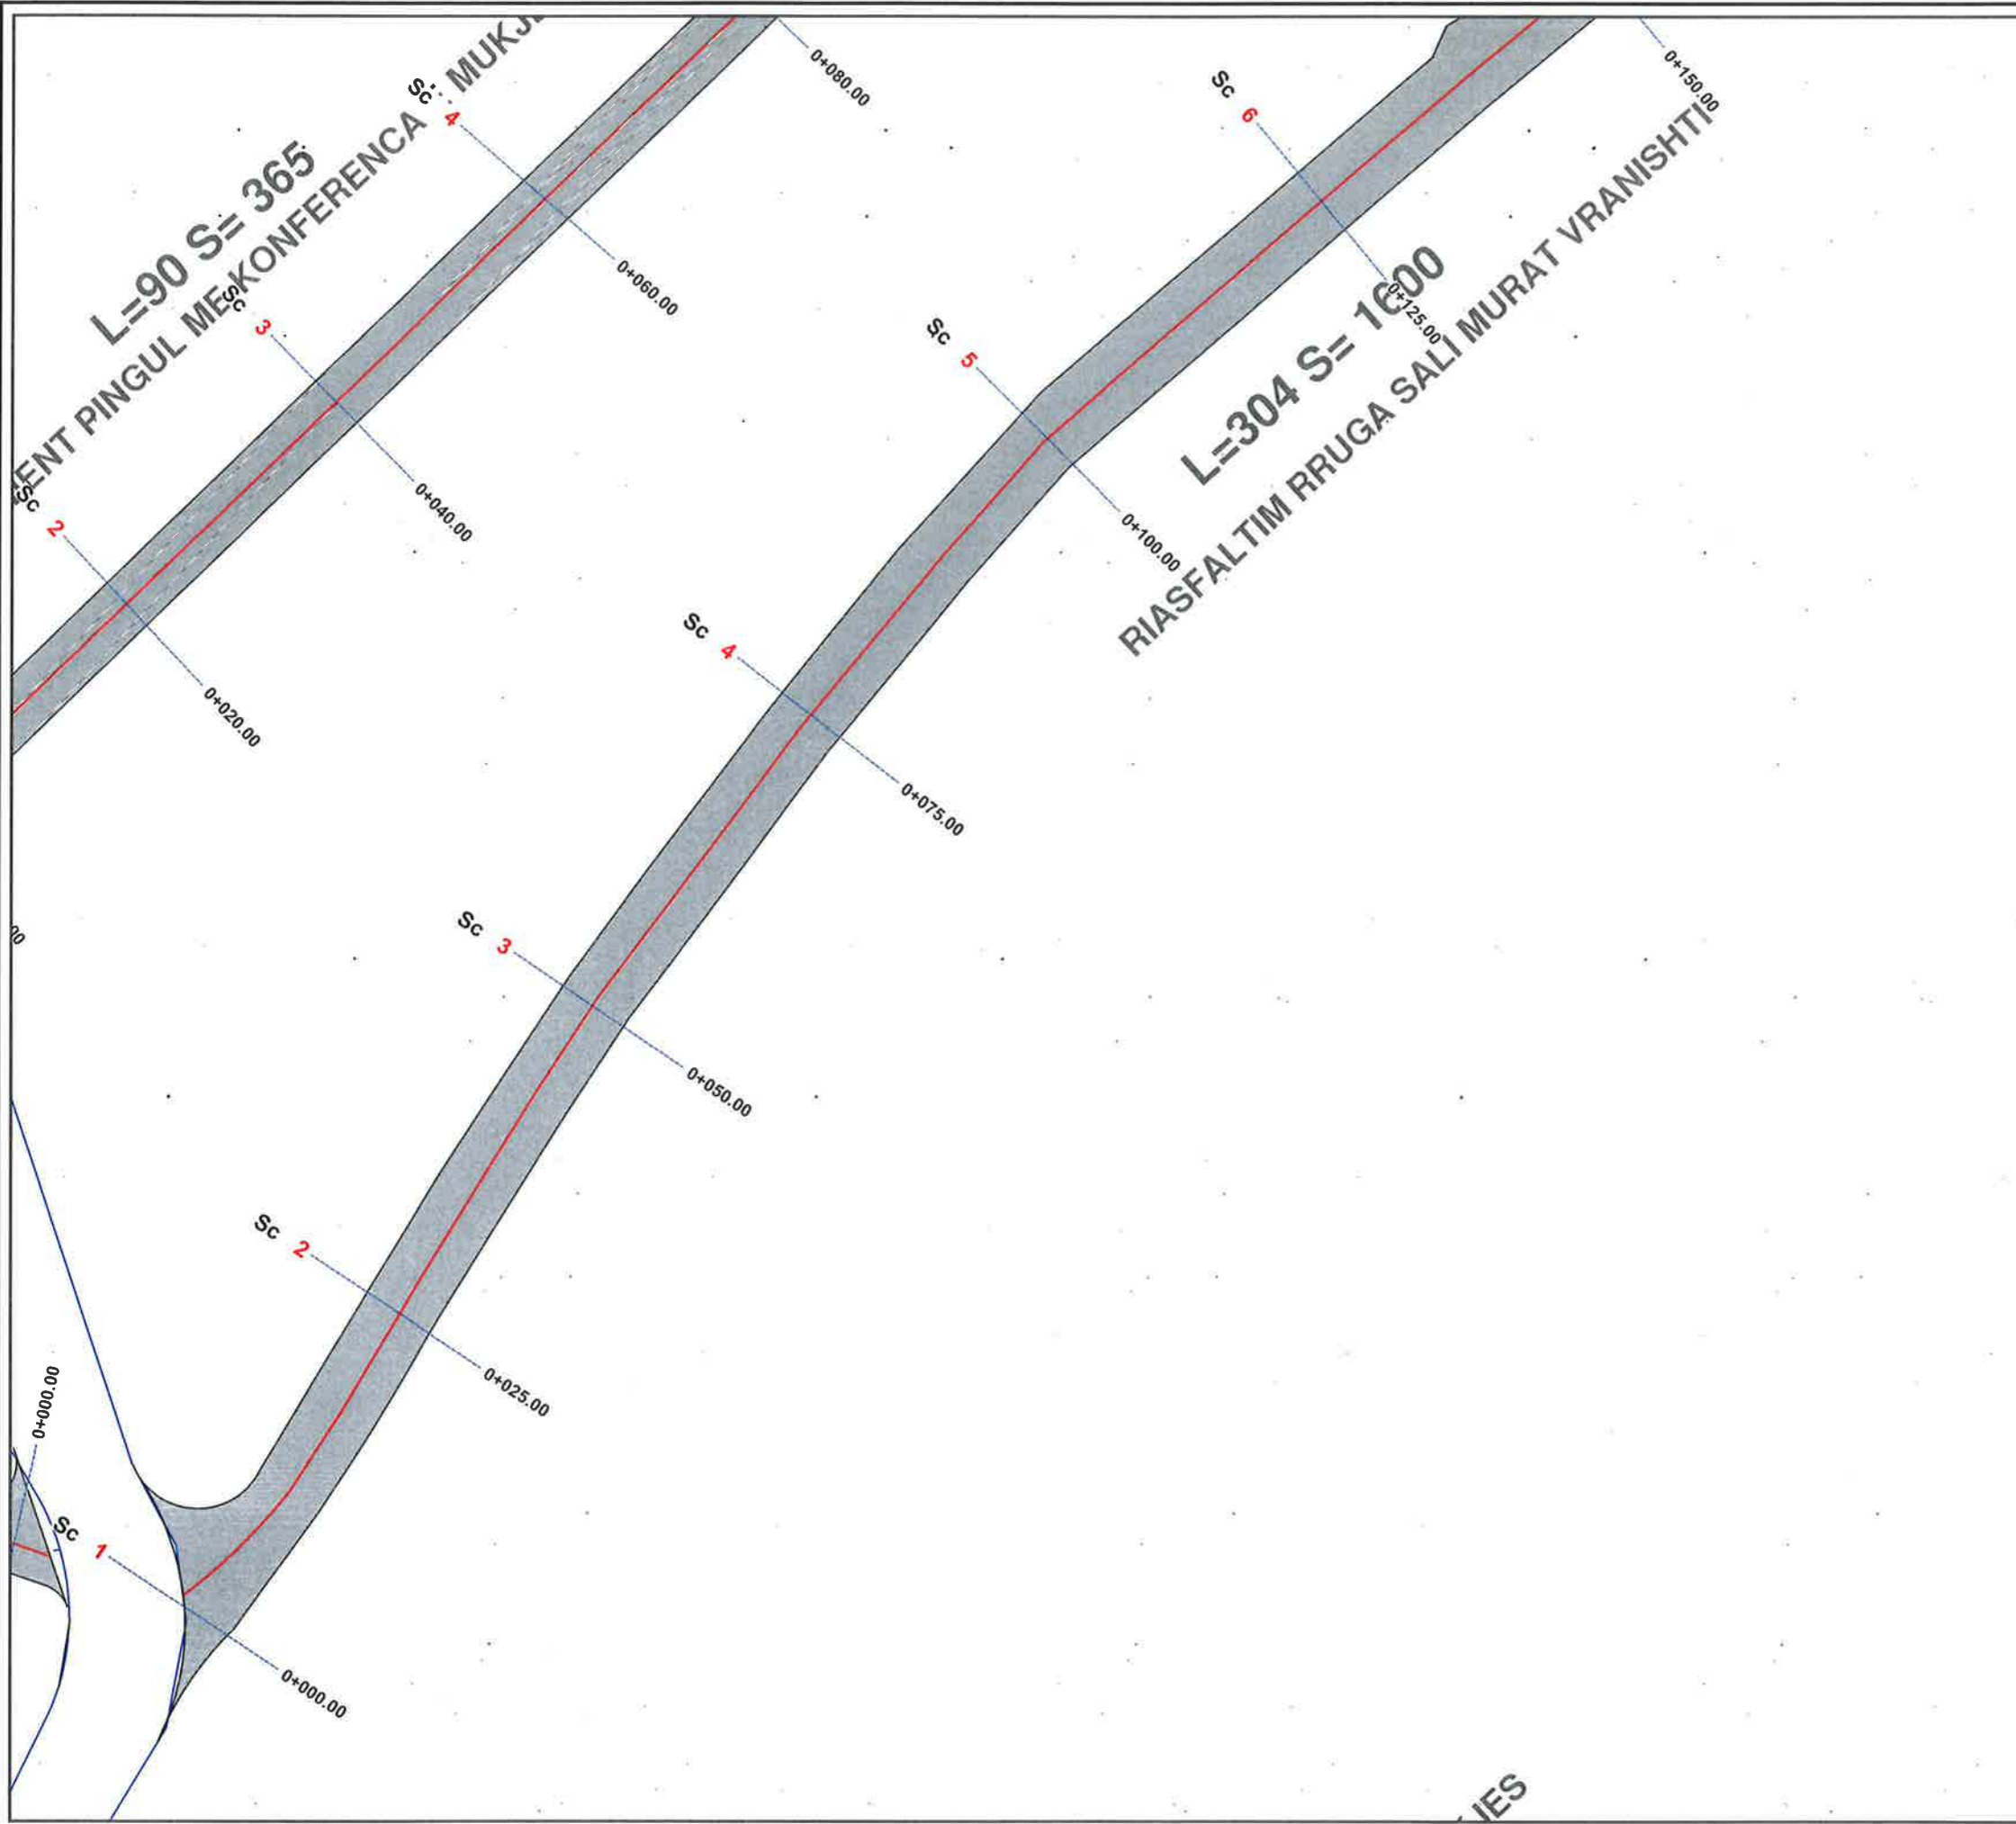 L=90 S= 365
PINGUL ME KONFERENCA : MUKJ
Sc 4
0+080.00
Sc 3
0+060.00
Sc 2
0+040.00
0+020.00
Sc 6
0+150.00
0+125.00
L=304 S= 1600
RIASFALTIM RRUGA SALI MURAT VRANISHTI
Sc 5
0+100.00
Sc 4
0+075.00
Sc 3
0+050.00
Sc 2
0+025.00
0+000.00
Sc 1
0+000.00